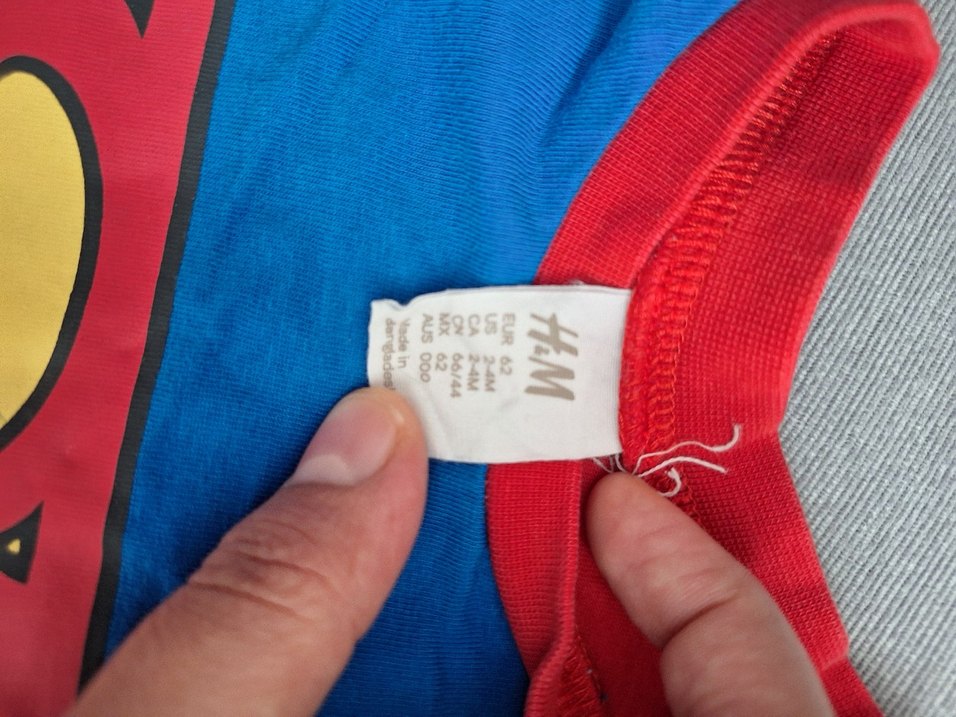 H&M
EUR 62
US 2-4M
CA 2-4M
CN 66/44
MX 62
AUS 000
Made in
Bangladesh